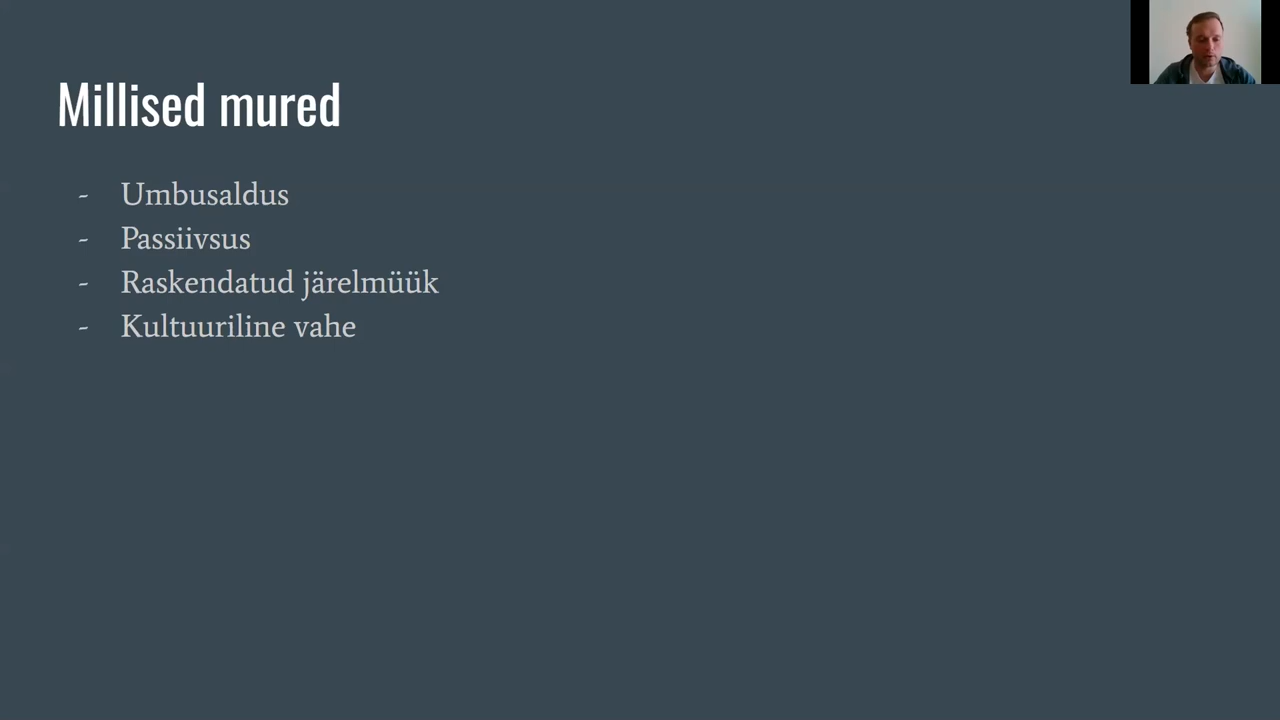 Millised mured
- Umbusaldus
- Passiivsus
- Raskendatud järelmüük
- Kultuuriline vahe